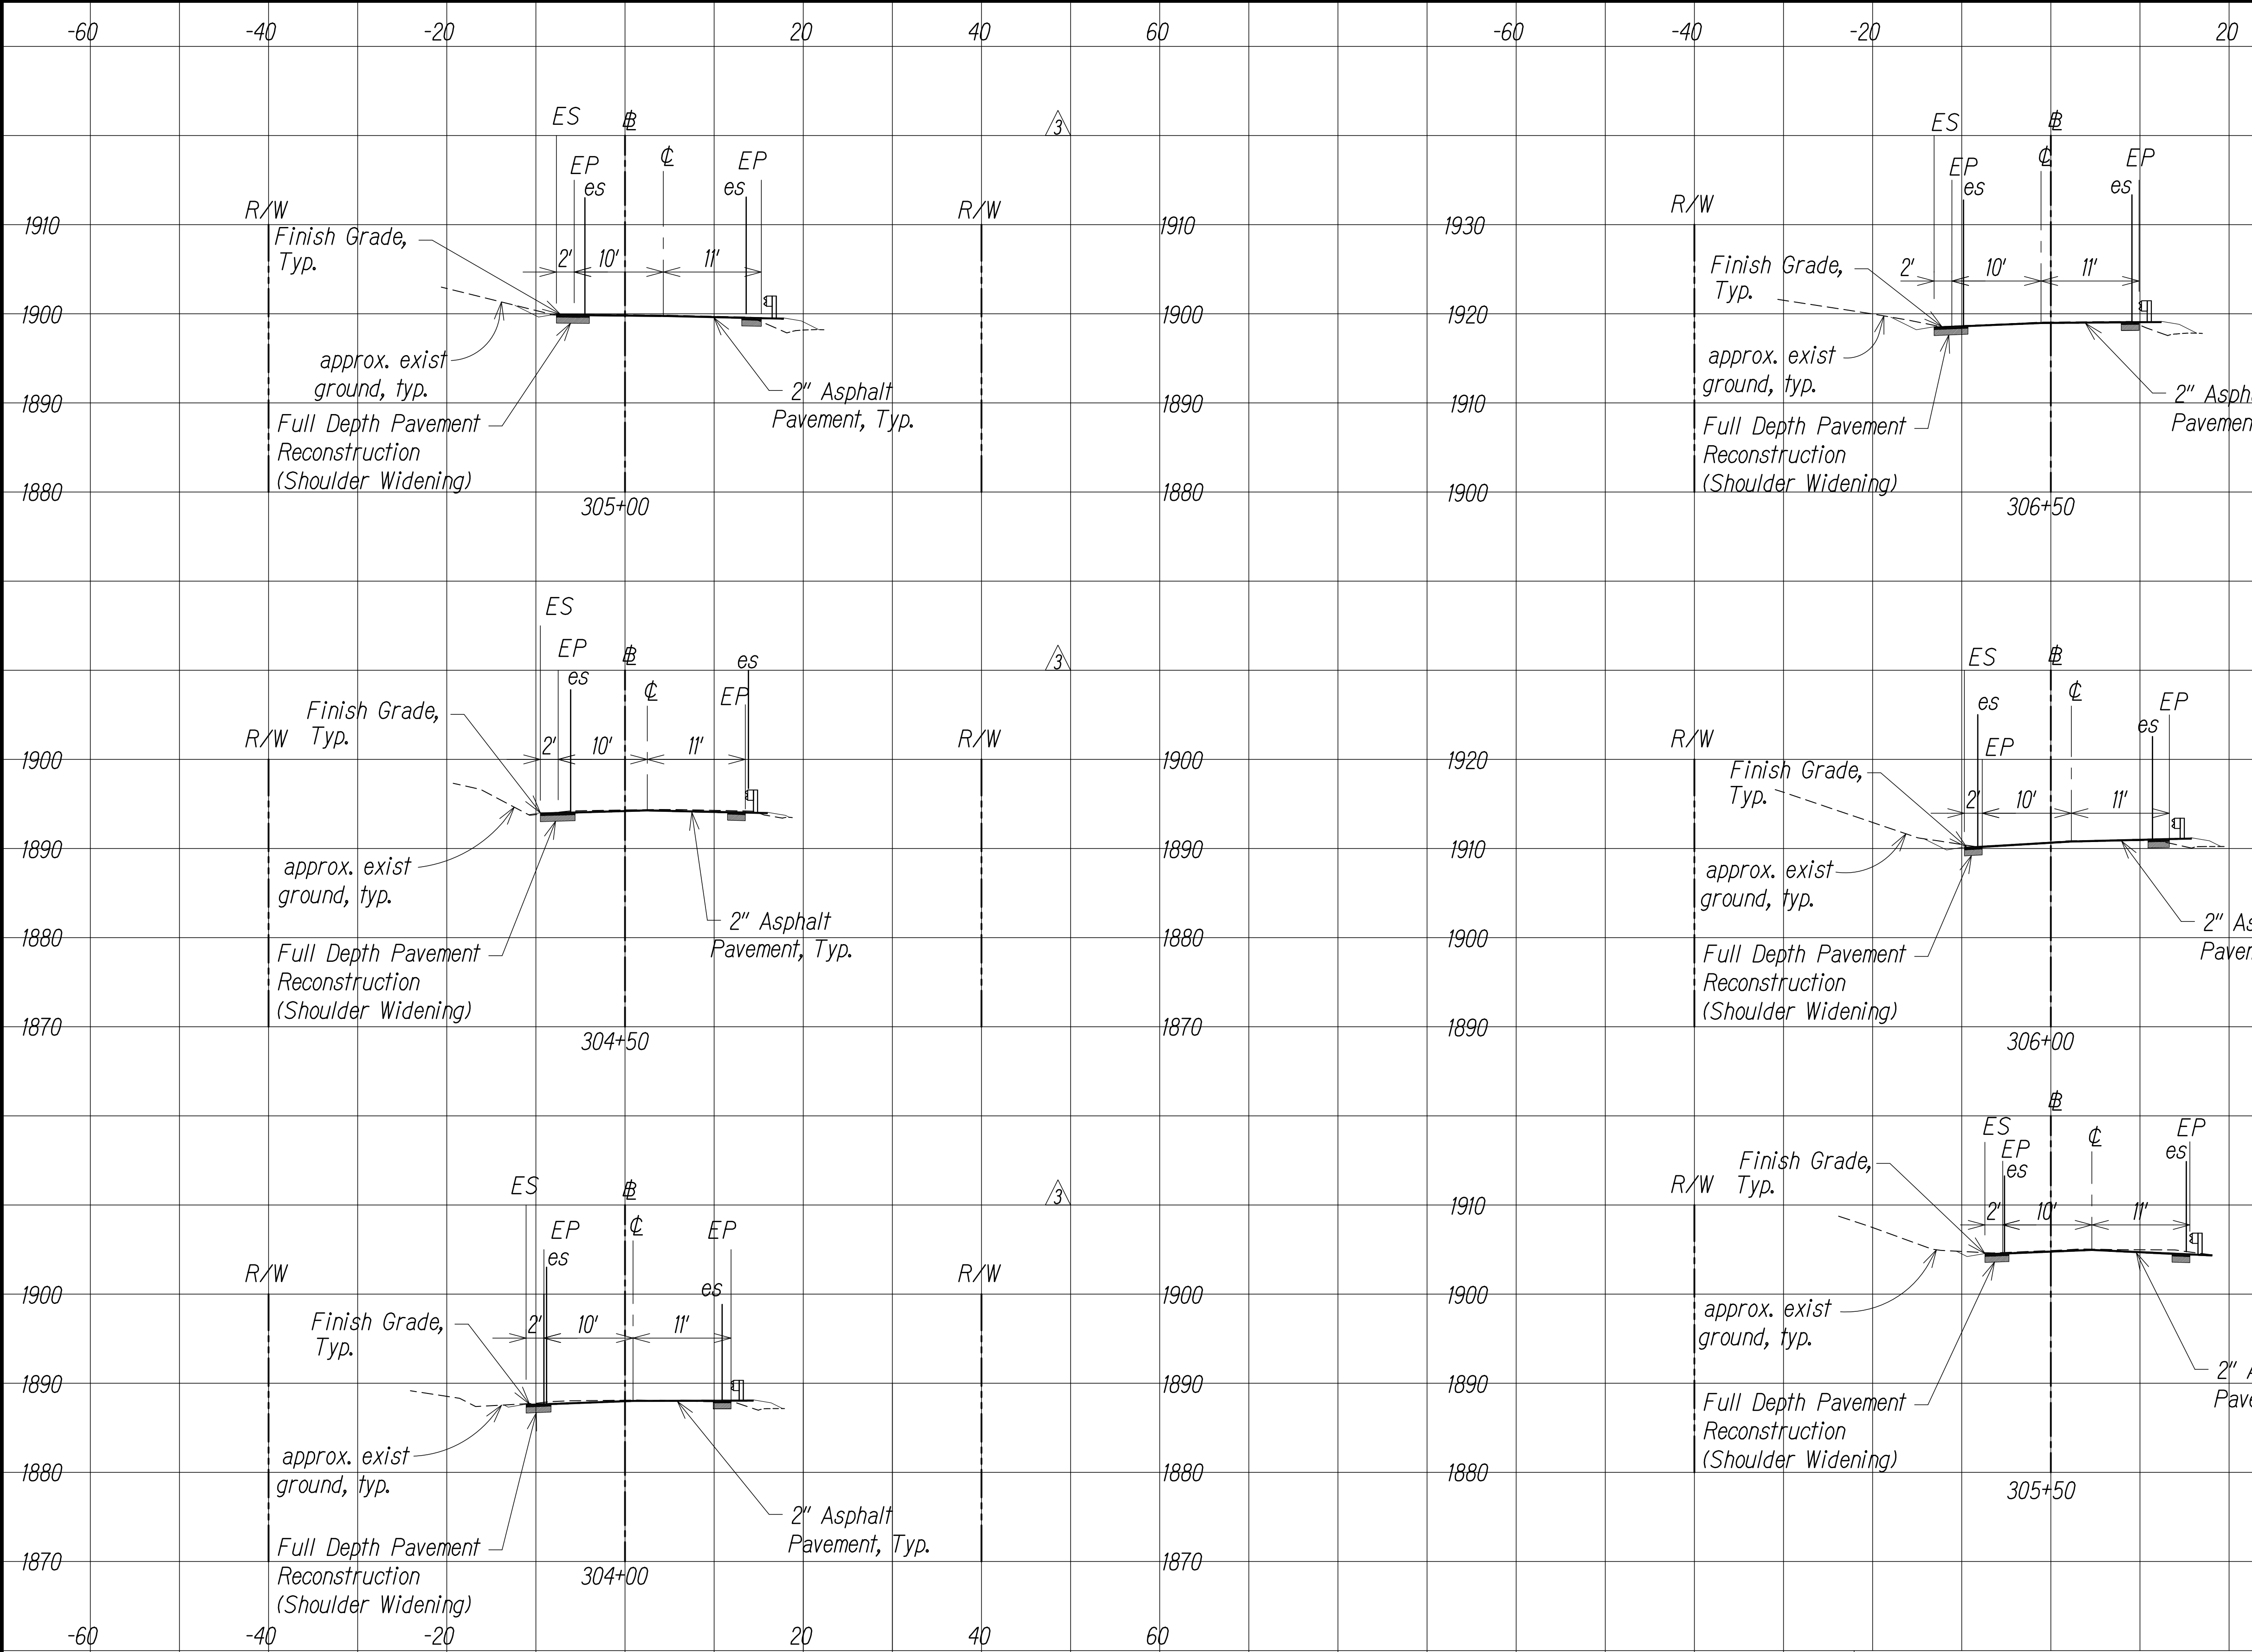 -60 -40 -20 20 40 60 -60 -40 -20 20
ES
EP
es
℄
es
EP
3
R/W
R/W
Finish Grade,
Typ.
2' 10' 11'
1910 1910
1900 1900
1890 1890
1880 1880
approx. exist
ground, typ.
Full Depth Pavement
Reconstruction
(Shoulder Widening)
2" Asphalt
Pavement, Typ.
305+00
ES
EP
es
℄
EP
es
3
R/W
R/W
Finish Grade,
Typ.
2' 10' 11'
1900 1900
1890 1890
1880 1880
1870 1870
approx. exist
ground, typ.
Full Depth Pavement
Reconstruction
(Shoulder Widening)
2" Asphalt
Pavement, Typ.
304+50
ES
EP
es
℄
es
EP
3
R/W
R/W
Finish Grade,
Typ.
2' 10' 11'
1900 1900
1890 1890
1880 1880
1870 1870
approx. exist
ground, typ.
Full Depth Pavement
Reconstruction
(Shoulder Widening)
2" Asphalt
Pavement, Typ.
304+00
ES
EP
es
℄
es
EP
R/W
Finish Grade,
Typ.
2' 10' 11'
1930
1920
1910
1900
approx. exist
ground, typ.
Full Depth Pavement
Reconstruction
(Shoulder Widening)
2" Asph
Pavemen
306+50
ES
es
EP
℄
es
EP
R/W
Finish Grade,
Typ.
2' 10' 11'
1920
1910
1900
1890
approx. exist
ground, typ.
Full Depth Pavement
Reconstruction
(Shoulder Widening)
2" As
Paven
306+00
ES
EP
es
℄
es
EP
R/W
Finish Grade,
Typ.
2' 10' 11'
1910
1900
1890
1880
approx. exist
ground, typ.
Full Depth Pavement
Reconstruction
(Shoulder Widening)
2" A
Pave
305+50
-60 -40 -20 20 40 60